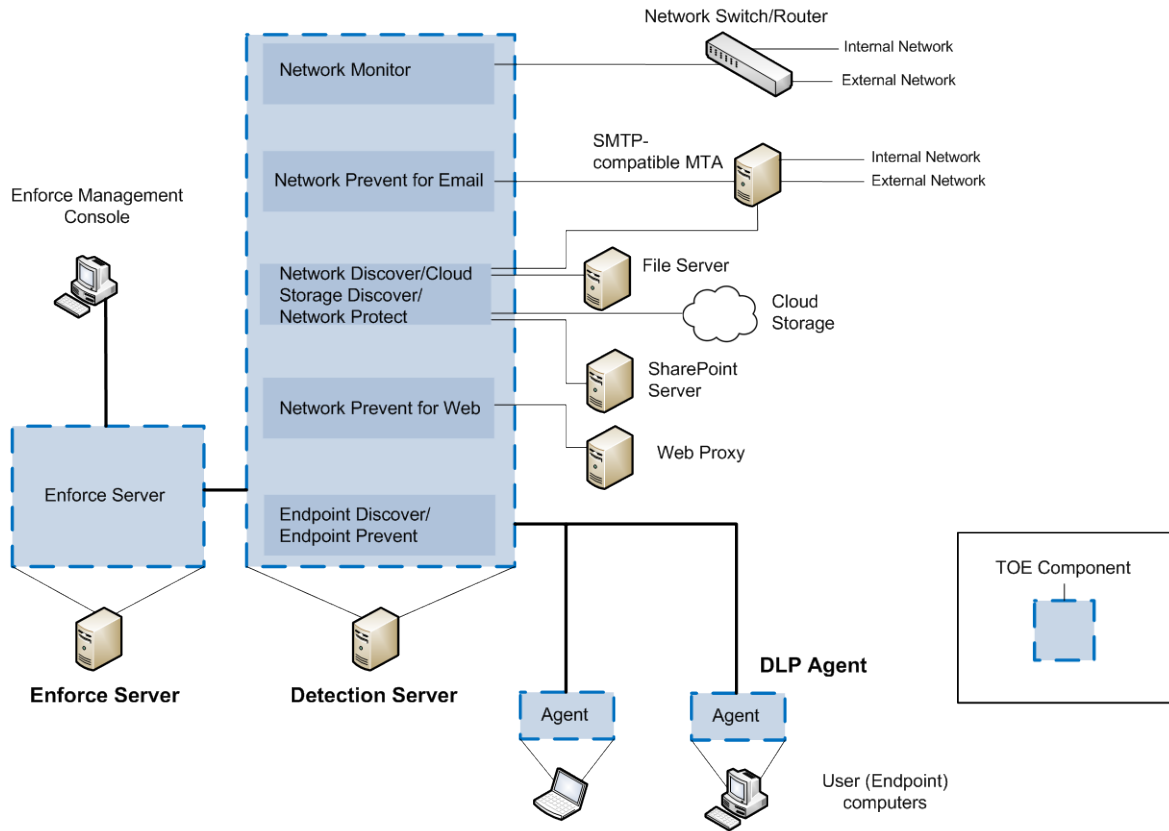 Network Switch/Router
Internal Network
External Network
Network Monitor
SMTP-
compatible MTA
Internal Network
External Network
Network Prevent for Email
Enforce Management
Console
Network Discover/Cloud
Storage Discover/
Network Protect
File Server
Cloud
Storage
SharePoint
Server
Network Prevent for Web
Web Proxy
Enforce Server
Endpoint Discover/
Endpoint Prevent
TOE Component
Enforce Server
Detection Server
DLP Agent
Agent
Agent
User (Endpoint)
computers